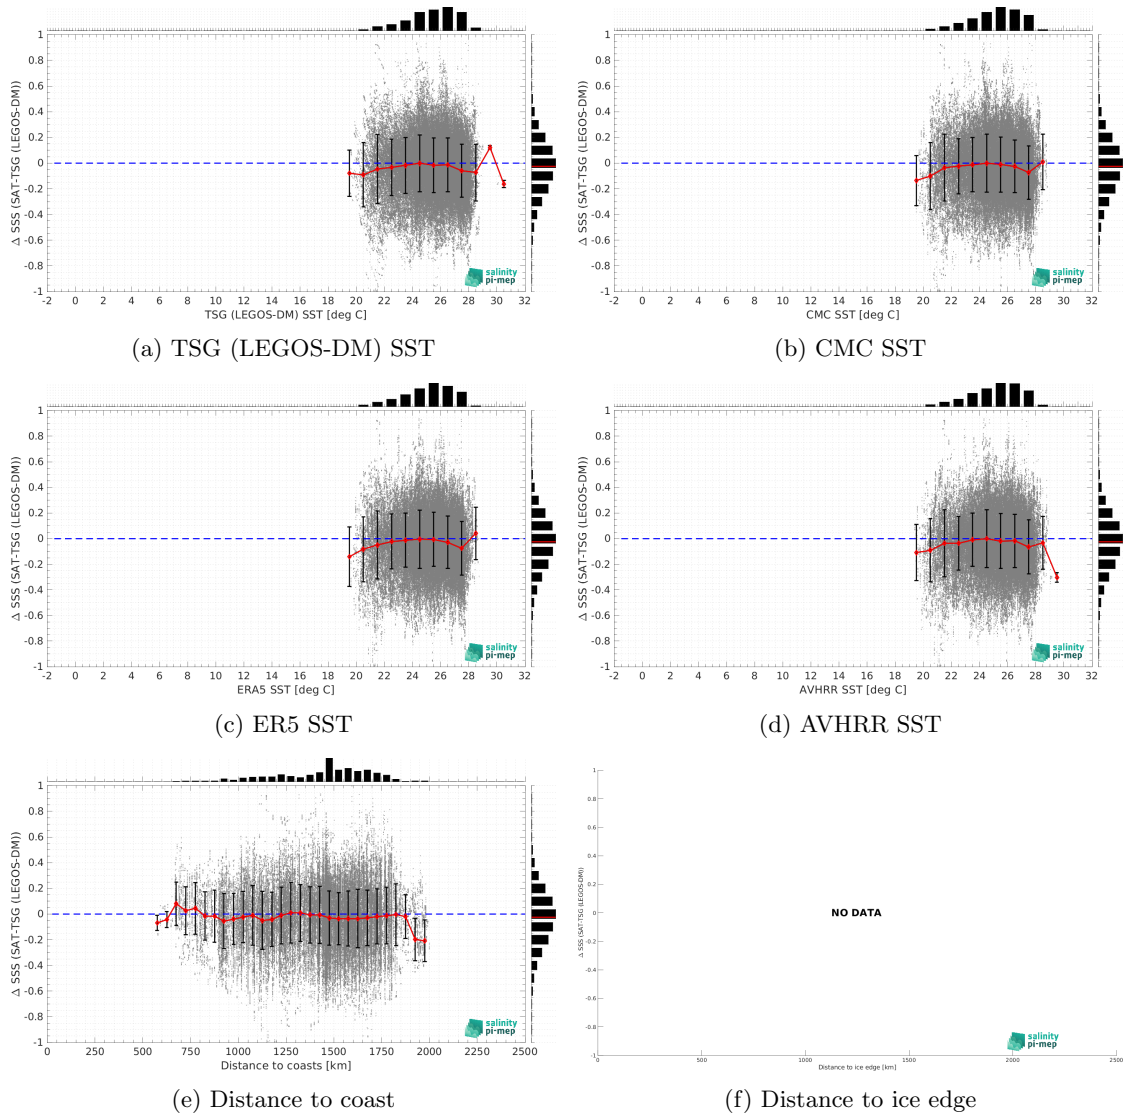 1
0.8
0.6
0.4
0.2
0
-0.2
-0.4
-0.6
-0.8
-1
Δ SSS (SAT-TSG (LEGOS-DM))
-2 0 2 4 6 8 10 12 14 16 18 20 22 24 26 28 30 32
TSG (LEGOS-DM) SST [deg C]
salinity
pi-mep
(a) TSG (LEGOS-DM) SST
1
0.8
0.6
0.4
0.2
0
-0.2
-0.4
-0.6
-0.8
-1
Δ SSS (SAT-TSG (LEGOS-DM))
-2 0 2 4 6 8 10 12 14 16 18 20 22 24 26 28 30 32
CMC SST [deg C]
salinity
pi-mep
(b) CMC SST
1
0.8
0.6
0.4
0.2
0
-0.2
-0.4
-0.6
-0.8
-1
Δ SSS (SAT-TSG (LEGOS-DM))
-2 0 2 4 6 8 10 12 14 16 18 20 22 24 26 28 30 32
ERA5 SST [deg C]
salinity
pi-mep
(c) ER5 SST
1
0.8
0.6
0.4
0.2
0
-0.2
-0.4
-0.6
-0.8
-1
Δ SSS (SAT-TSG (LEGOS-DM))
-2 0 2 4 6 8 10 12 14 16 18 20 22 24 26 28 30 32
AVHRR SST [deg C]
salinity
pi-mep
(d) AVHRR SST
1
0.8
0.6
0.4
0.2
0
-0.2
-0.4
-0.6
-0.8
-1
Δ SSS (SAT-TSG (LEGOS-DM))
0 250 500 750 1000 1250 1500 1750 2000 2250 2500
Distance to coasts [km]
salinity
pi-mep
(e) Distance to coast
1
0.8
0.6
0.4
0.2
0
-0.2
-0.4
-0.6
-0.8
-1
Δ SSS (SAT-TSG (LEGOS-DM))
NO DATA
0 500 1000 1500 2000 2500
Distance to ice edge [km]
salinity
pi-mep
(f) Distance to ice edge